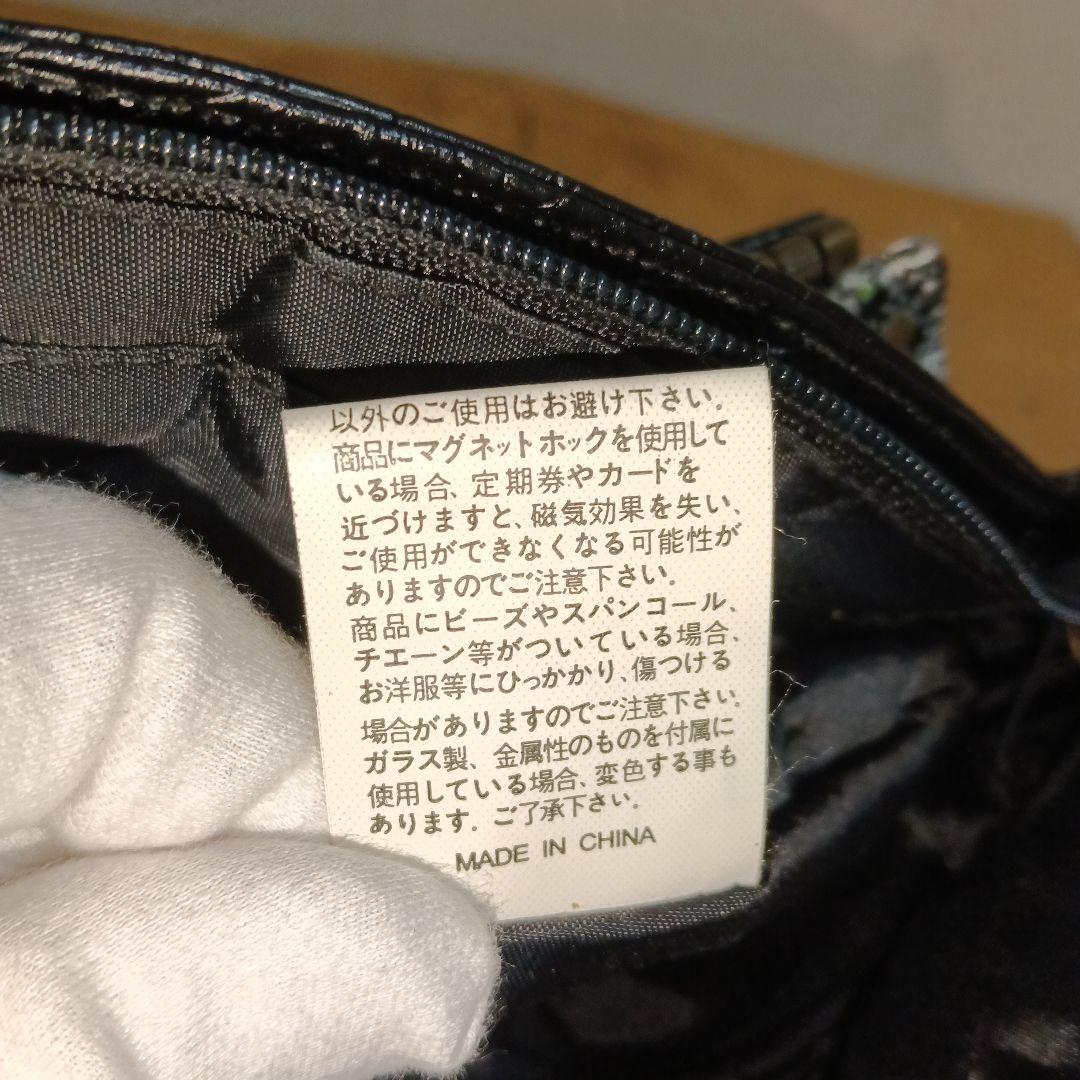 以外のご使用はお避け下さい。
商品にマグネットホックを使用して
いる場合、定期券やカードを
近づけますと、磁気効果を失い、
ご使用ができなくなる可能性が
ありますのでご注意下さい。
商品にビーズやスパンコール、
チエーン等がついている場合、
お洋服等にひっかかり、傷つける
場合がありますのでご注意下さい。
ガラス製、金属性のものを付属に
使用している場合、変色する事も
あります。ご了承下さい。
MADE IN CHINA